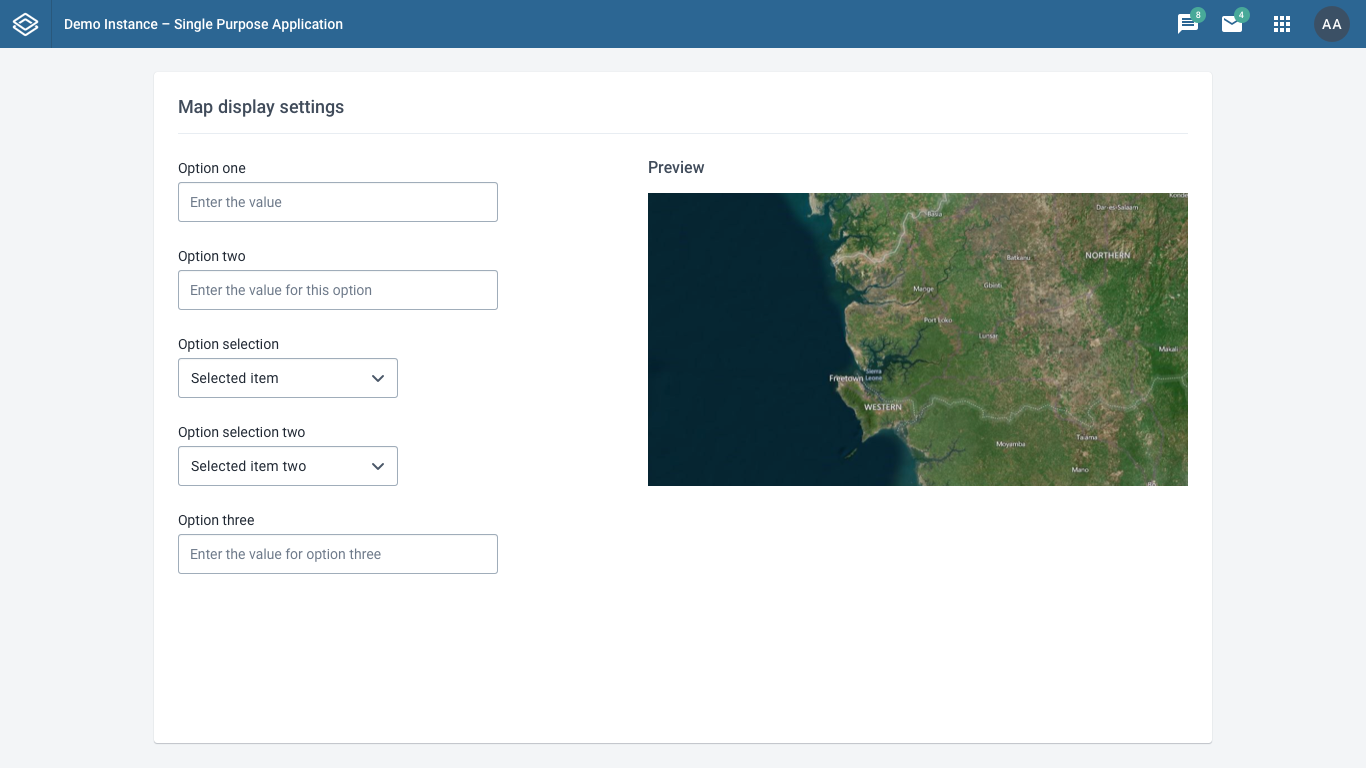 Demo Instance – Single Purpose Application
8
4
AA
Map display settings
Option one
Enter the value
Option two
Enter the value for this option
Option selection
Selected item
Option selection two
Selected item two
Option three
Enter the value for option three
Preview
Dar-es-Salaam
NORTHERN
Batkanu
Mange
Gbinti
Port Loko
Lunsar
Makali
Freetown
Sierra
Leone
WESTERN
Moyamba
Taiama
Mano